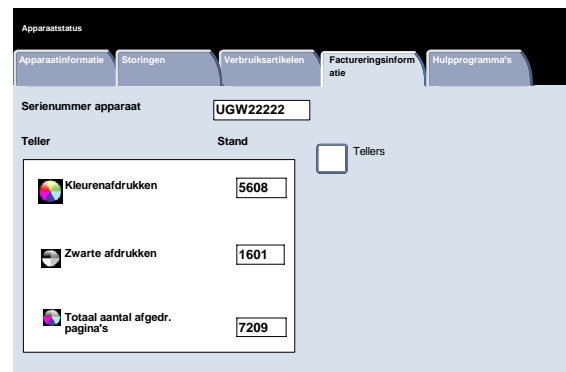 Apparaatstatus
Apparaatinformatie
Storingen
Verbruiksartikelen
Factureringsinform
atie
Hulpprogramma's
Serienummer apparaat
UGW22222
Teller
Stand
Tellers
Kleurenafdrukken
5608
Zwarte afdrukken
1601
Totaal aantal afgedr.
pagina's
7209